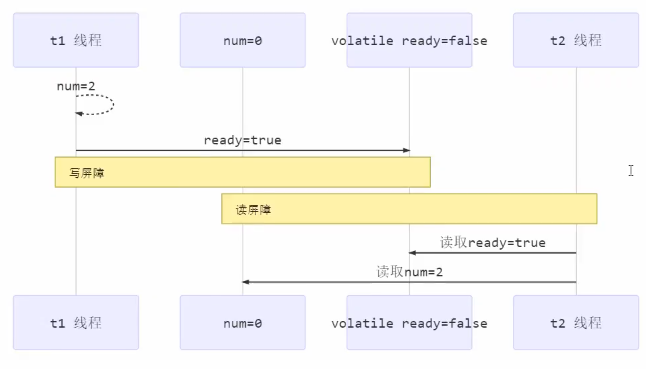 t1 线程 num=0 volatile ready=false t2 线程
num=2
ready=true
写屏障
读屏障
读取ready=true
读取num=2
t1 线程 num=0 volatile ready=false t2 线程